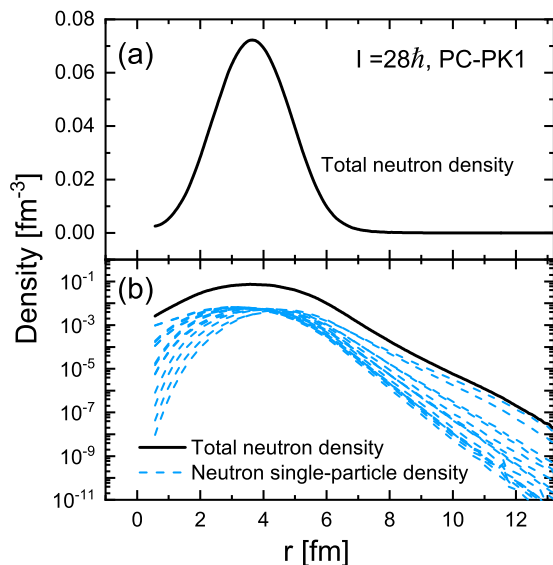 (a)
I =28ℏ, PC-PK1
Total neutron density
0.08
0.06
0.04
0.02
0.00
Density [fm⁻³]
(b)
10⁻¹
10⁻³
10⁻⁵
10⁻⁷
10⁻⁹
10⁻¹¹
Total neutron density
Neutron single-particle density
0 2 4 6 8 10 12
r [fm]